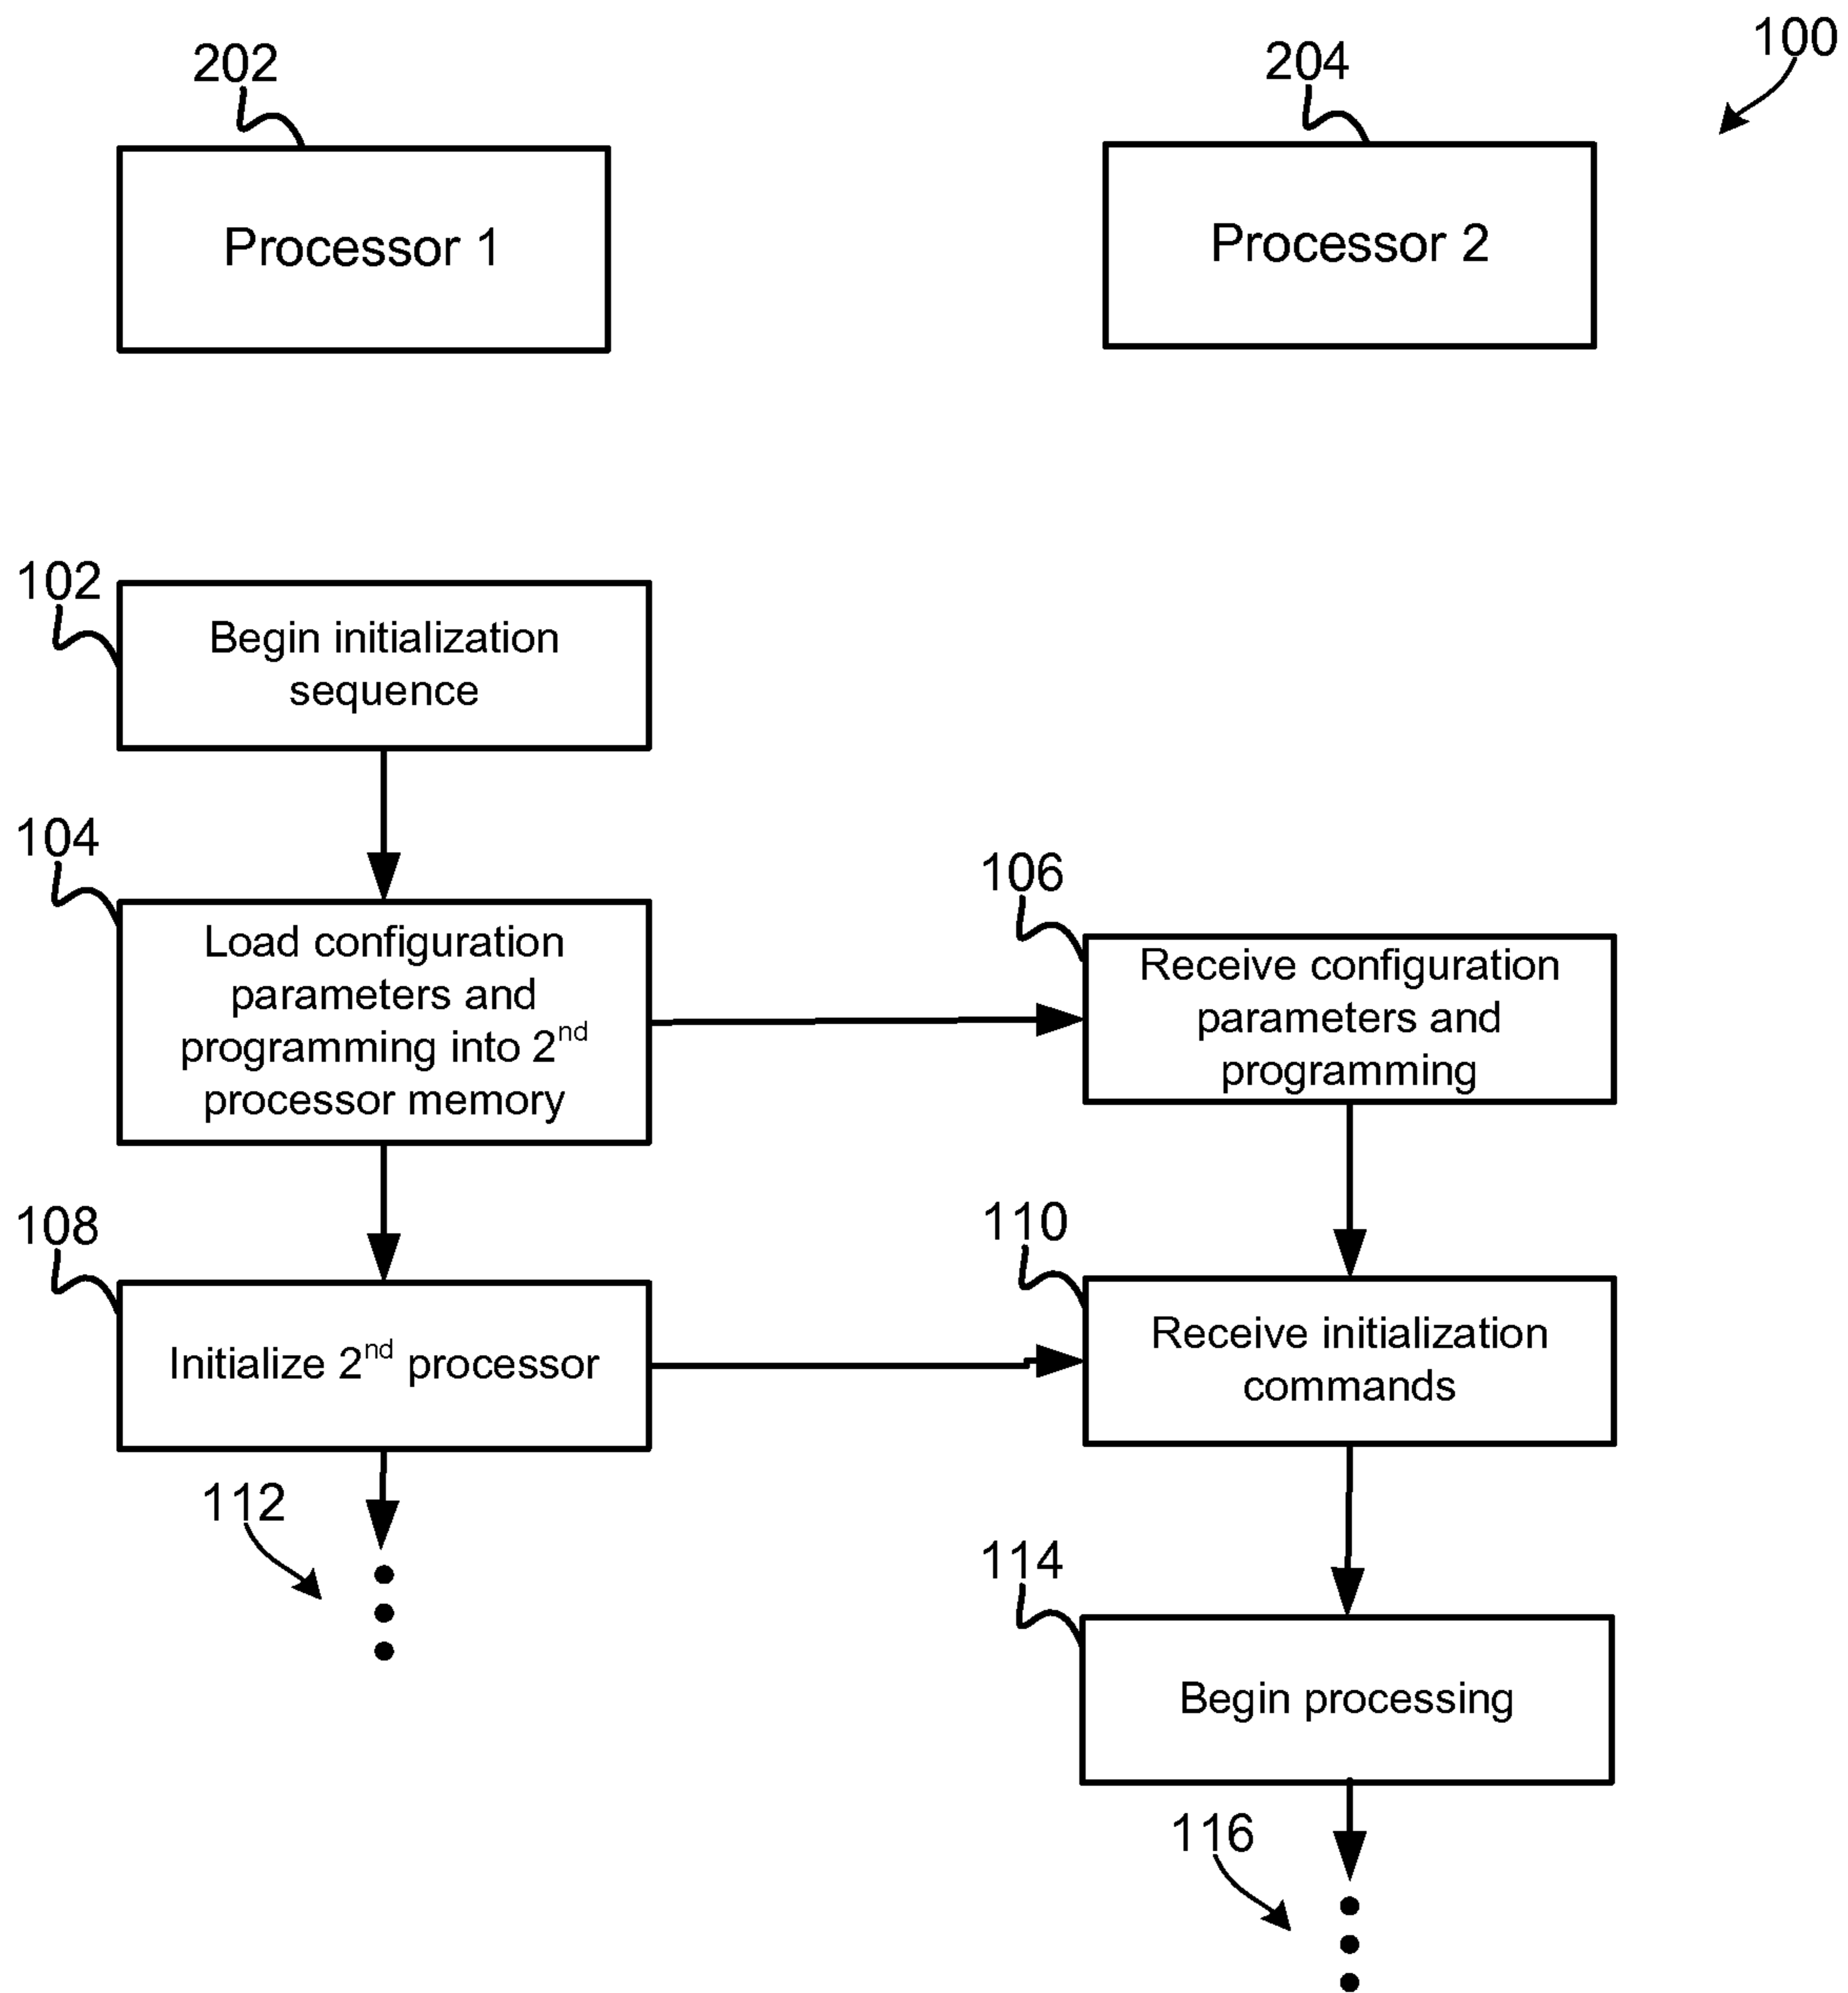 100
202
204
Processor 1
Processor 2
102
Begin initialization
sequence
104
Load configuration
parameters and
programming into 2nd
processor memory
106
Receive configuration
parameters and
programming
108
Initialize 2nd processor
110
Receive initialization
commands
112
114
Begin processing
116